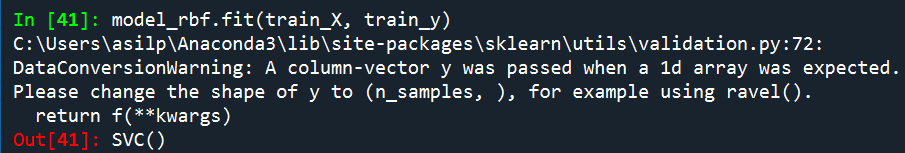 In [41]: model_rbf.fit(train_X, train_y)
C:\Users\asilp\Anaconda3\lib\site-packages\sklearn\utils\validation.py:72:
DataConversionWarning: A column-vector y was passed when a 1d array was expected.
Please change the shape of y to (n_samples, ), for example using ravel().
  return f(**kwargs)
Out[41]: SVC()